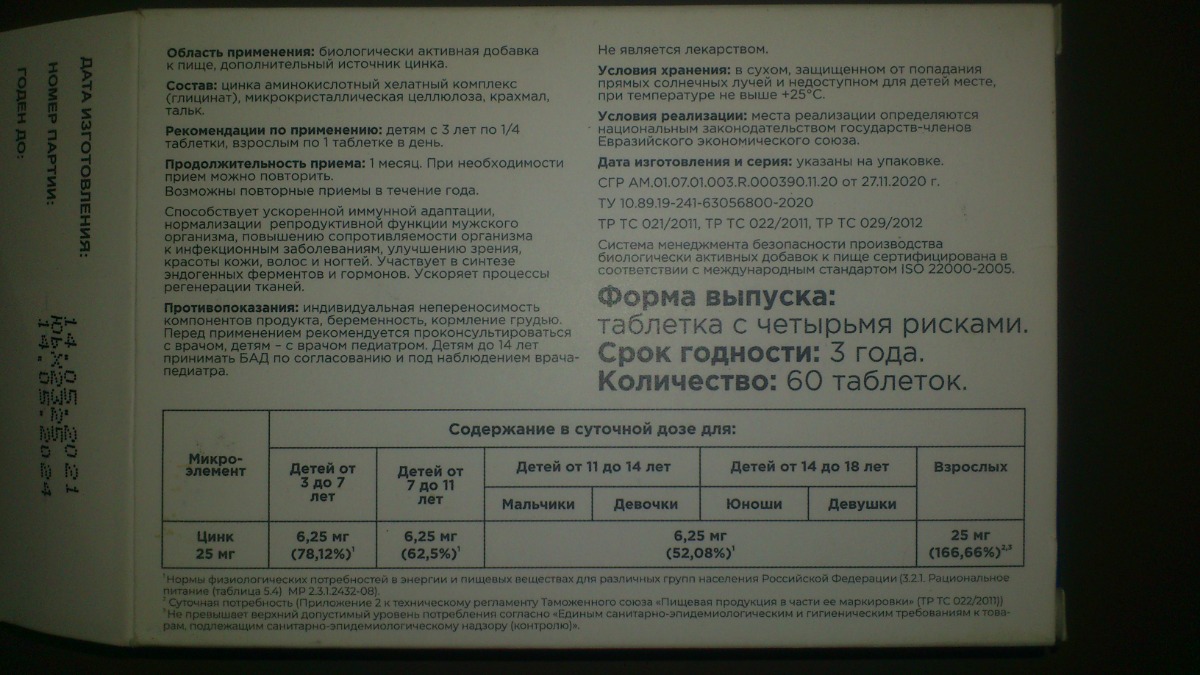 Область применения: биологически активная добавка
к пище, дополнительный источник цинка.
Состав: цинка аминокислотный хелатный комплекс
(глицинат), микрокристаллическая целлюлоза, крахмал,
тальк.
Рекомендации по применению: детям с 3 лет по 1/4
таблетки, взрослым по 1 таблетке в день.
Продолжительность приема: 1 месяц. При необходимости
прием можно повторить.
Возможны повторные приемы в течение года.
Способствует ускоренной иммунной адаптации,
нормализации репродуктивной функции мужского
организма, повышению сопротивляемости организма
к инфекционным заболеваниям, улучшению зрения,
красоты кожи, волос и ногтей. Участвует в синтезе
эндогенных ферментов и гормонов. Ускоряет процессы
регенерации тканей.
Противопоказания: индивидуальная непереносимость
компонентов продукта, беременность, кормление грудью.
Перед применением рекомендуется проконсультироваться
с врачом, детям – с врачом педиатром. Детям до 14 лет
принимать БАД по согласованию и под наблюдением врача-
педиатра.
Не является лекарством.
Условия хранения: в сухом, защищенном от попадания
прямых солнечных лучей и недоступном для детей месте,
при температуре не выше +25°С.
Условия реализации: места реализации определяются
национальным законодательством государств-членов
Евразийского экономического союза.
Дата изготовления и серия: указаны на упаковке.
СГР AM.01.07.01.003.R.000390.11.20 от 27.11.2020 г.
ТУ 10.89.19-241-63056800-2020
ТР ТС 021/2011, ТР ТС 022/2011, ТР ТС 029/2012
Система менеджмента безопасности производства
биологически активных добавок к пище сертифицирована в
соответствии с международным стандартом ISO 22000-2005.
Форма выпуска:
таблетка с четырьмя рисками.
Срок годности: 3 года.
Количество: 60 таблеток.
Микро-
элемент
Содержание в суточной дозе для:
Детей от
3 до 7
лет
Детей от
7 до 11
лет
Детей от 11 до 14 лет
Детей от 14 до 18 лет
Взрослых
Мальчики
Девочки
Юноши
Девушки
Цинк
25 мг
6,25 мг
(78,12%)¹
6,25 мг
(62,5%)¹
6,25 мг
(52,08%)¹
25 мг
(166,66%)²,³
¹Нормы физиологических потребностей в энергии и пищевых веществах для различных групп населения Российской Федерации (3.2.1. Рациональное
питание (таблица 5.4) МР 2.3.1.2432-08).
² Суточная потребность (Приложение 2 к техническому регламенту Таможенного союза «Пищевая продукция в части ее маркировки» (ТР ТС 022/2011))
³Не превышает верхний допустимый уровень потребления согласно «Единым санитарно-эпидемиологическим и гигиеническим требованиям к това-
рам, подлежащим санитарно-эпидемиологическому надзору (контролю)».
ДАТА ИЗГОТОВЛЕНИЯ:
НОМЕР ПАРТИИ:
ГОДЕН ДО:
14.05.2021
14.05.2024